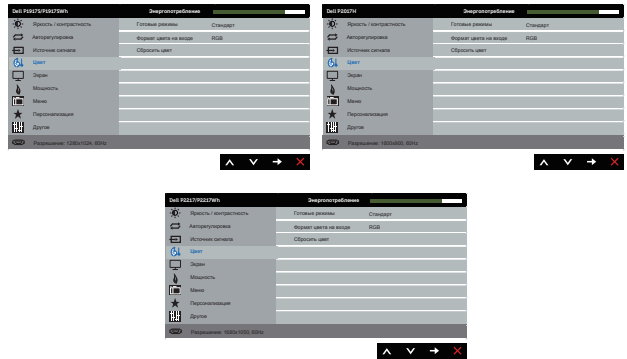 Dell P1917S/P1917SWh Энергопотребление
Яркость / контрастность Готовые режимы Стандарт
Авторегулировка Формат цвета на входе RGB
Источник сигнала Сбросить цвет
Цвет
Экран
Мощность
Меню
Персонализация
Другое
Разрешение: 1280x1024, 60Hz
Dell P2017H Энергопотребление
Яркость / контрастность Готовые режимы Стандарт
Авторегулировка Формат цвета на входе RGB
Источник сигнала Сбросить цвет
Цвет
Экран
Мощность
Меню
Персонализация
Другое
Разрешение: 1600x900, 60Hz
Dell P2217/P2217Wh Энергопотребление
Яркость / контрастность Готовые режимы Стандарт
Авторегулировка Формат цвета на входе RGB
Источник сигнала Сбросить цвет
Цвет
Экран
Мощность
Меню
Персонализация
Другое
Разрешение: 1680x1050, 60Hz